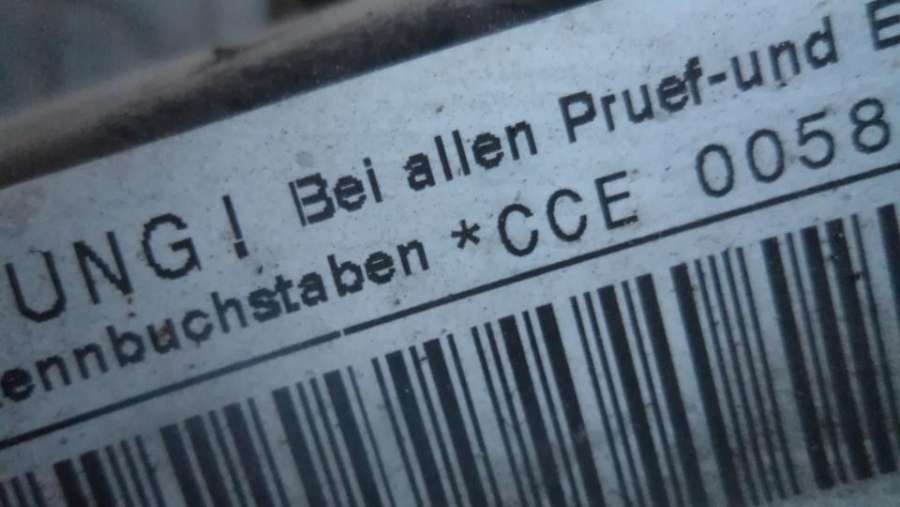 UNG! Bei allen Pruef-und E
ennbuchstaben *CCE 0058